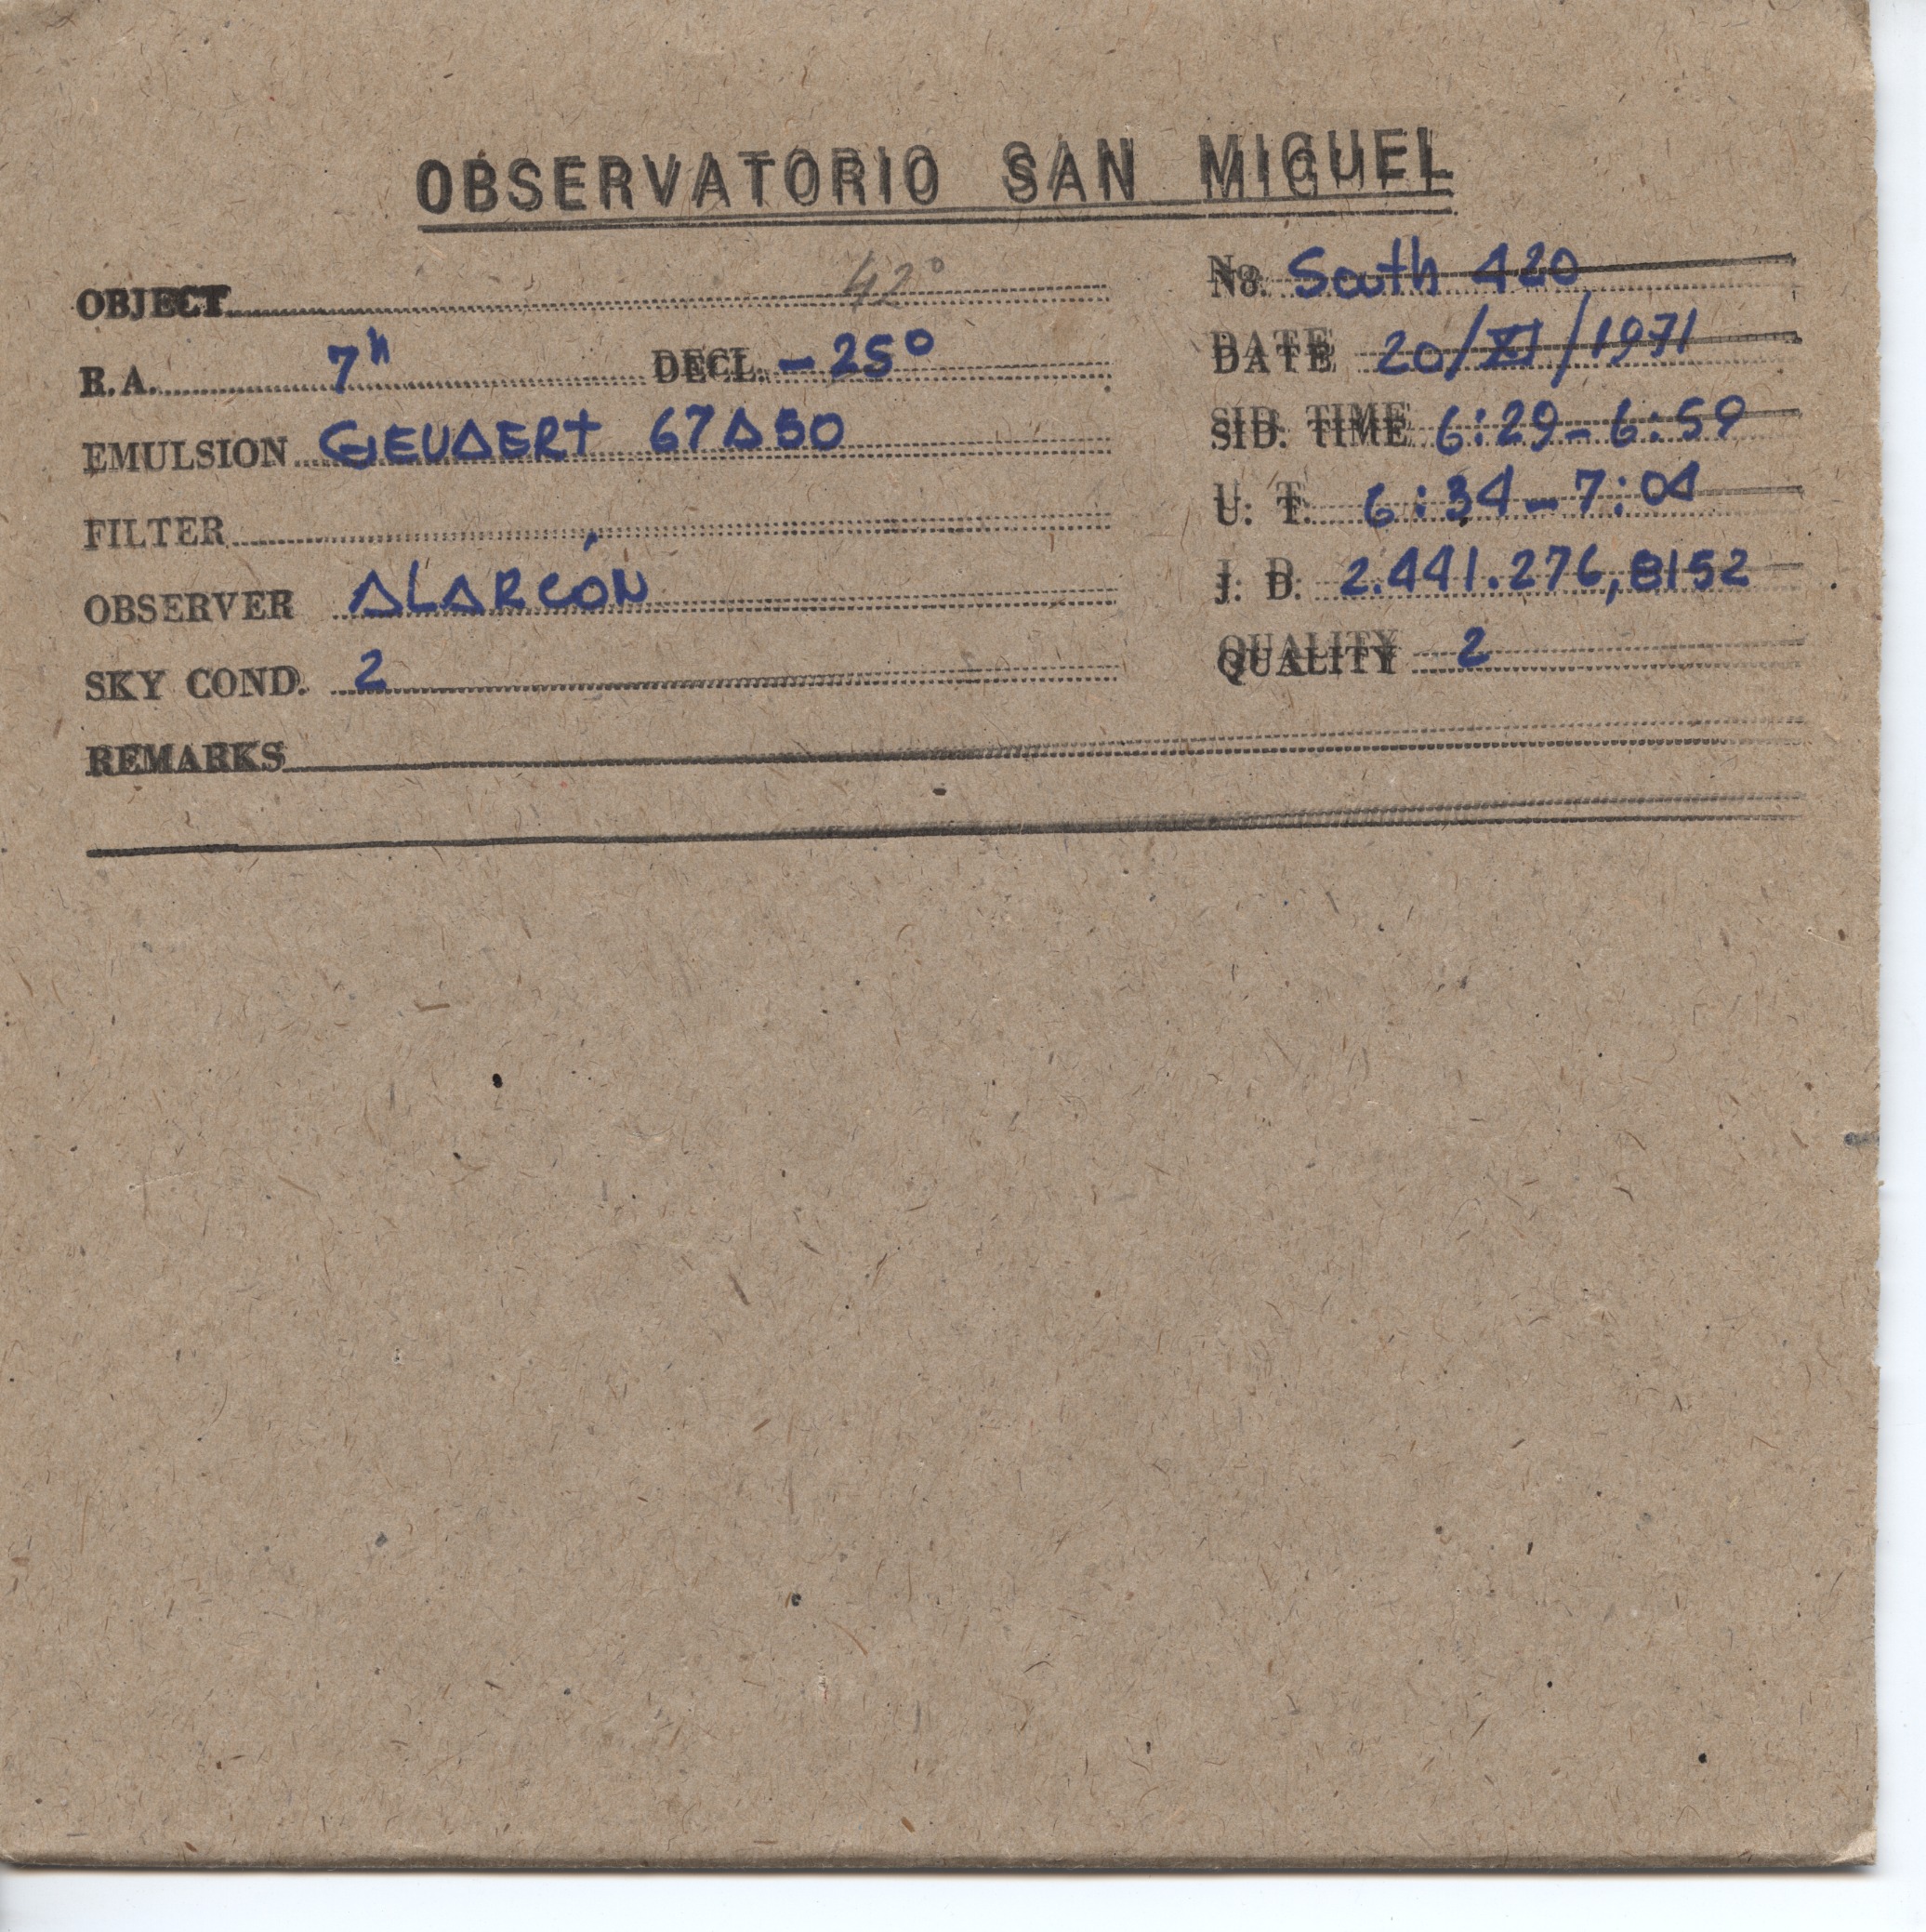 OBSERVATORIO SAN MIGUEL
OBJECT 42°
R.A. 7h DECL. -25°
EMULSION GEVAERT 67A50
FILTER
OBSERVER ALARCÓN
SKY COND. 2
REMARKS
No. South 420
DATE 20/XI/1971
SID. TIME 6:29-6:59
U. T. 6:34-7:04
J. D. 2.441.276,8152
QUALITY 2